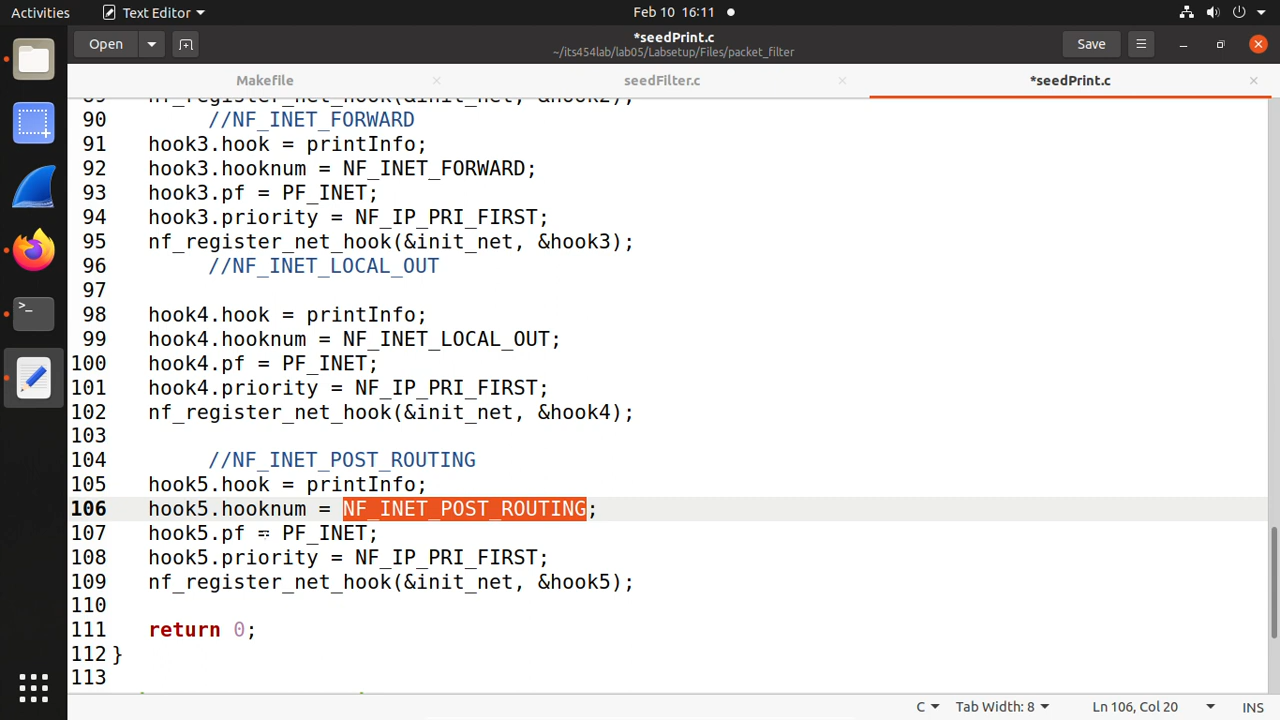 Activities
Text Editor
Feb 10 16:11
Open
*seedPrint.c
~/its454lab/lab05/Labsetup/Files/packet_filter
Save
Makefile
seedFilter.c
*seedPrint.c
89 nf_register_net_hook(&init_net, &hook2);
90 //NF_INET_FORWARD
91 hook3.hook = printInfo;
92 hook3.hooknum = NF_INET_FORWARD;
93 hook3.pf = PF_INET;
94 hook3.priority = NF_IP_PRI_FIRST;
95 nf_register_net_hook(&init_net, &hook3);
96 //NF_INET_LOCAL_OUT
97
98 hook4.hook = printInfo;
99 hook4.hooknum = NF_INET_LOCAL_OUT;
100 hook4.pf = PF_INET;
101 hook4.priority = NF_IP_PRI_FIRST;
102 nf_register_net_hook(&init_net, &hook4);
103
104 //NF_INET_POST_ROUTING
105 hook5.hook = printInfo;
106 hook5.hooknum = NF_INET_POST_ROUTING;
107 hook5.pf = PF_INET;
108 hook5.priority = NF_IP_PRI_FIRST;
109 nf_register_net_hook(&init_net, &hook5);
110
111 return 0;
112 }
113
C
Tab Width: 8
Ln 106, Col 20
INS